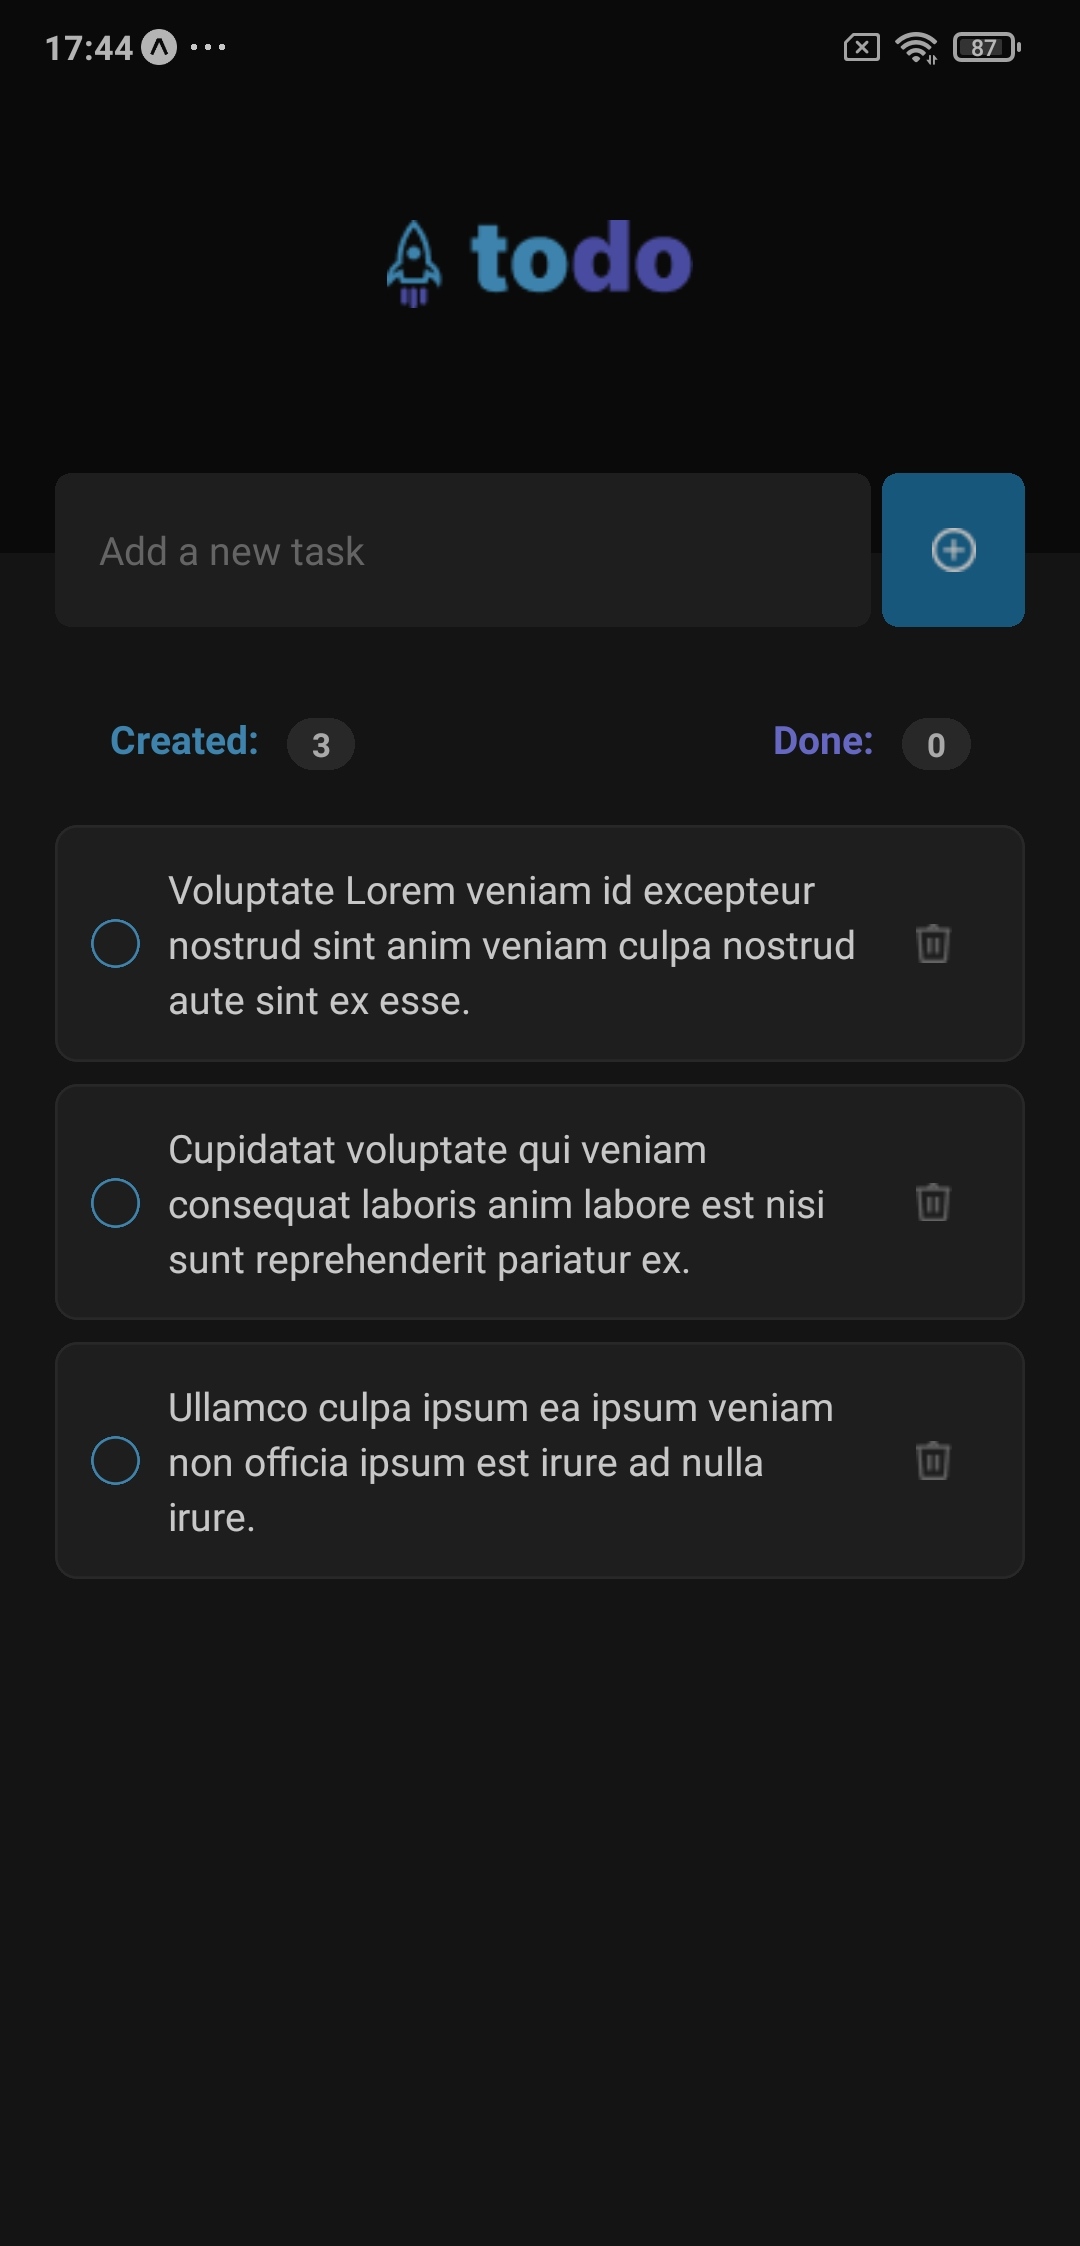 17:44
87
todo
Add a new task
Created: 3
Done: 0
Voluptate Lorem veniam id excepteur
nostrud sint anim veniam culpa nostrud
aute sint ex esse.
Cupidatat voluptate qui veniam
consequat laboris anim labore est nisi
sunt reprehenderit pariatur ex.
Ullamco culpa ipsum ea ipsum veniam
non officia ipsum est irure ad nulla
irure.